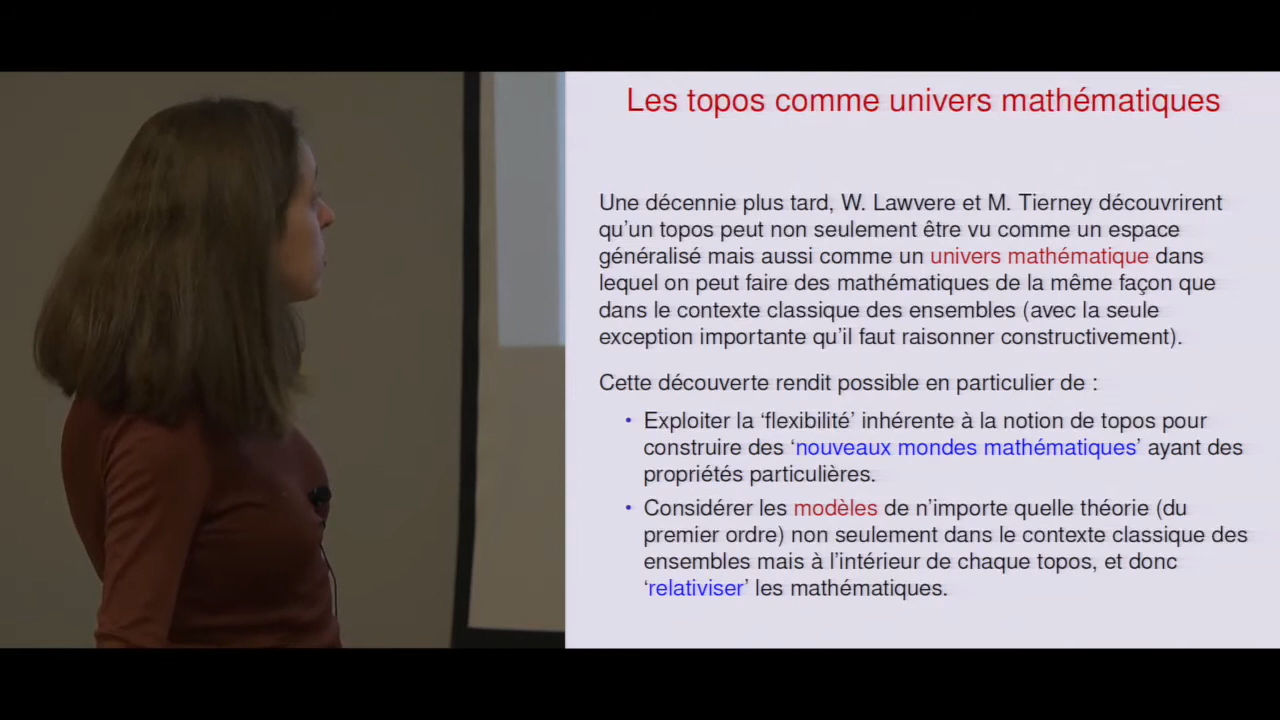 Les topos comme univers mathématiques
Une décennie plus tard, W. Lawvere et M. Tierney découvrirent
qu'un topos peut non seulement être vu comme un espace
généralisé mais aussi comme un univers mathématique dans
lequel on peut faire des mathématiques de la même façon que
dans le contexte classique des ensembles (avec la seule
exception importante qu'il faut raisonner constructivement).
Cette découverte rendit possible en particulier de :
• Exploiter la ‘flexibilité’ inhérente à la notion de topos pour
construire des ‘nouveaux mondes mathématiques’ ayant des
propriétés particulières.
• Considérer les modèles de n'importe quelle théorie (du
premier ordre) non seulement dans le contexte classique des
ensembles mais à l'intérieur de chaque topos, et donc
‘relativiser’ les mathématiques.